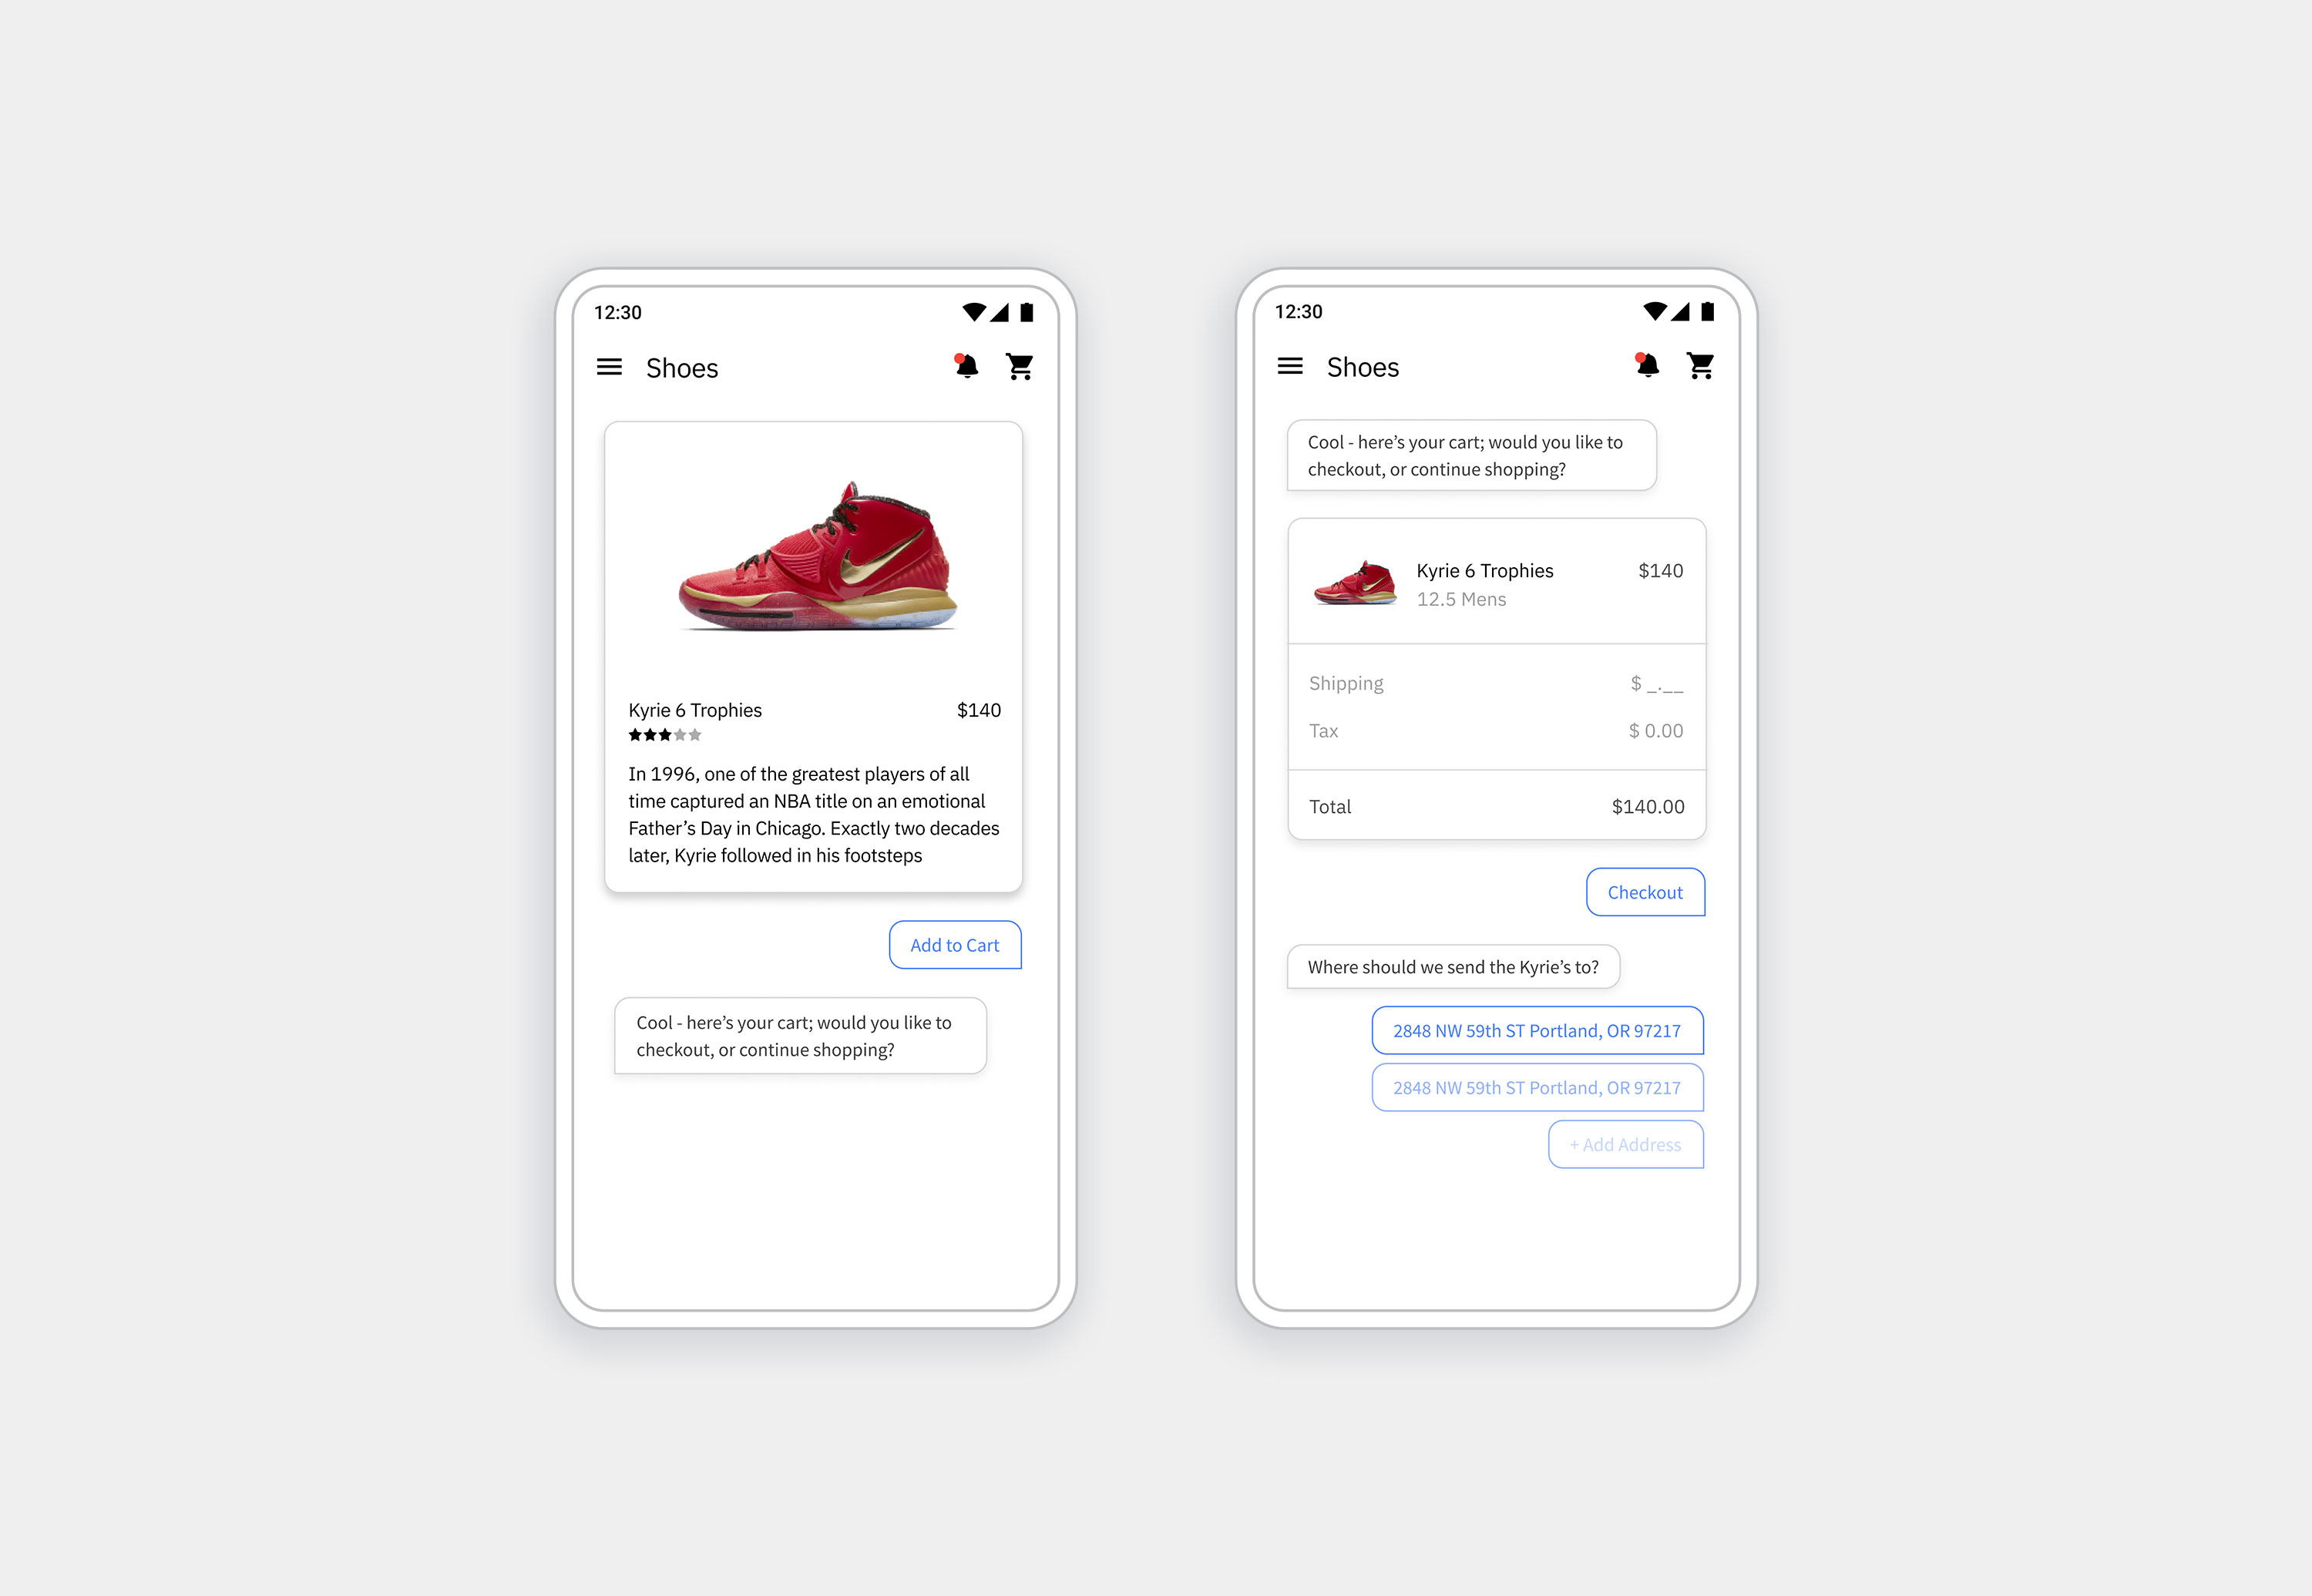 12:30
Shoes
Kyrie 6 Trophies $140
In 1996, one of the greatest players of all
time captured an NBA title on an emotional
Father’s Day in Chicago. Exactly two decades
later, Kyrie followed in his footsteps
Add to Cart
Cool - here’s your cart; would you like to
checkout, or continue shopping?
12:30
Shoes
Cool - here’s your cart; would you like to
checkout, or continue shopping?
Kyrie 6 Trophies $140
12.5 Mens
Shipping $ _.__
Tax $ 0.00
Total $140.00
Checkout
Where should we send the Kyrie’s to?
2848 NW 59th ST Portland, OR 97217
2848 NW 59th ST Portland, OR 97217
+ Add Address